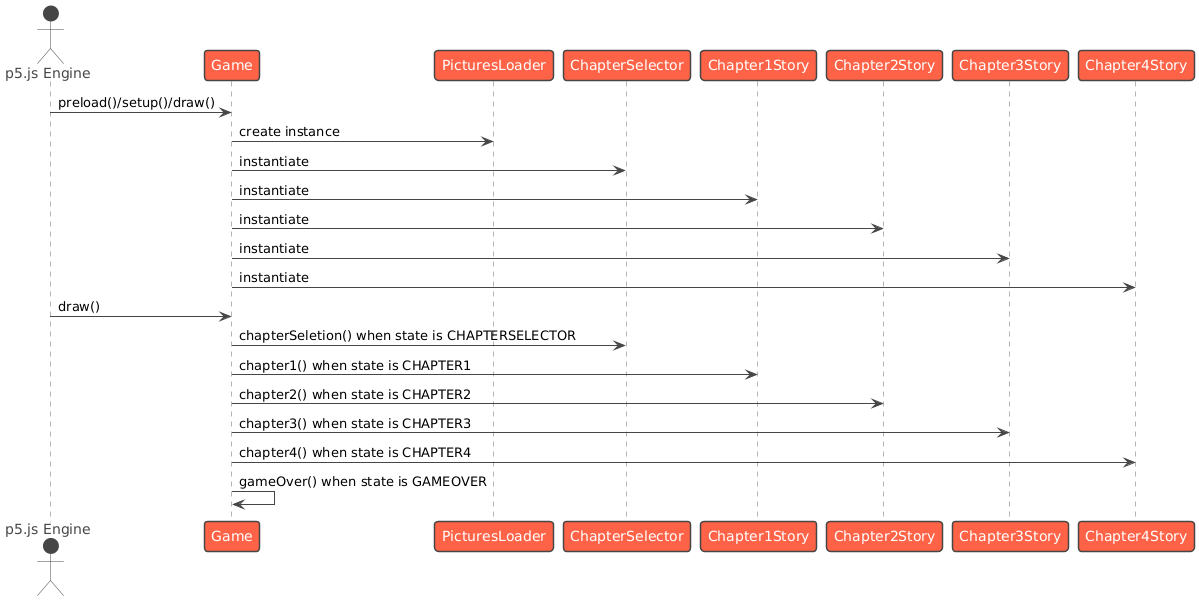 p5.js Engine
Game
PicturesLoader
ChapterSelector
Chapter1Story
Chapter2Story
Chapter3Story
Chapter4Story
preload()/setup()/draw()
create instance
instantiate
instantiate
instantiate
instantiate
instantiate
draw()
chapterSeletion() when state is CHAPTERSELECTOR
chapter1() when state is CHAPTER1
chapter2() when state is CHAPTER2
chapter3() when state is CHAPTER3
chapter4() when state is CHAPTER4
gameOver() when state is GAMEOVER
p5.js Engine
Game
PicturesLoader
ChapterSelector
Chapter1Story
Chapter2Story
Chapter3Story
Chapter4Story